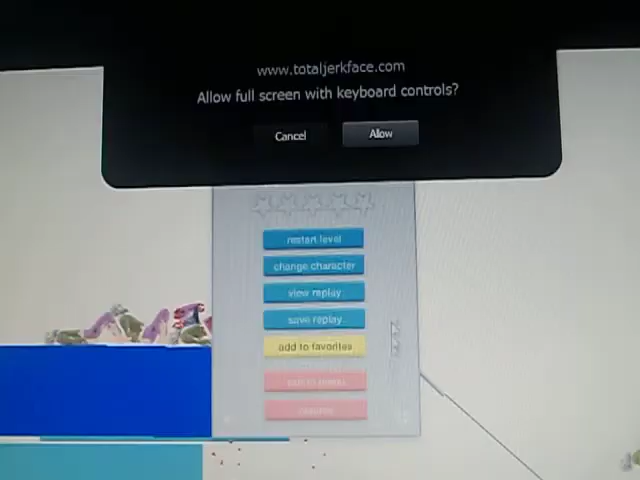 www.totaljerkface.com
Allow full screen with keyboard controls?
Cancel
Allow
restart level
change character
view replay
save replay
add to favorites